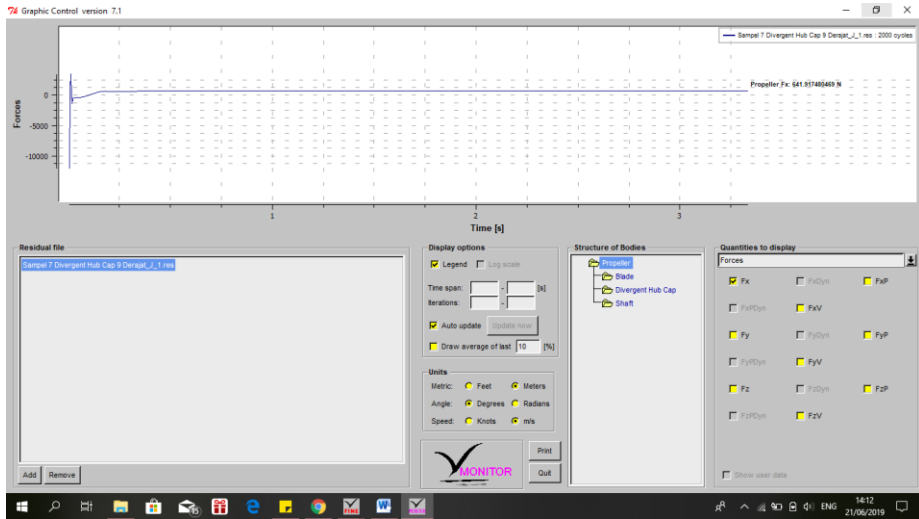 Graphic Control version 7.1
Sampel 7 Divergent Hub Cap 9 Derajat_J_1.res : 2000 cycles
Propeller_Fx: 641.917480469 N
Forces
0
-5000
-10000
1
2
3
Time [s]
Residual file
Sampel 7 Divergent Hub Cap 9 Derajat_J_1.res
Add
Remove
Display options
Legend
Log scale
Time span:
-
[s]
Iterations:
-
Auto update
Update now
Draw average of last
10
[%]
Units
Metric:
Feet
Meters
Angle:
Degrees
Radians
Speed:
Knots
m/s
MONITOR
Print
Quit
Structure of Bodies
Propeller
Blade
Divergent Hub Cap
Shaft
Quantities to display
Forces
Fx
FxDyn
FxP
FxPDyn
FxV
Fy
FyDyn
FyP
FyPDyn
FyV
Fz
FzDyn
FzP
FzPDyn
FzV
Show user data
ENG
14:12
21/06/2019